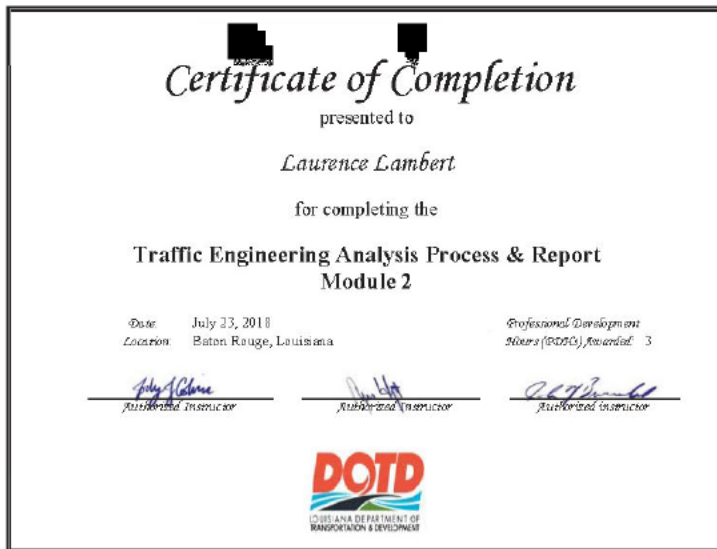 Certificate of Completion
presented to
Laurence Lambert
for completing the
Traffic Engineering Analysis Process & Report
Module 2
Date: July 23, 2018
Location: Baton Rouge, Louisiana
Professional Development
Hours (PDHs) Awarded: 3
Authorized Instructor
Authorized Instructor
Authorized instructor
DOTD
LOUISIANA DEPARTMENT OF
TRANSPORTATION & DEVELOPMENT